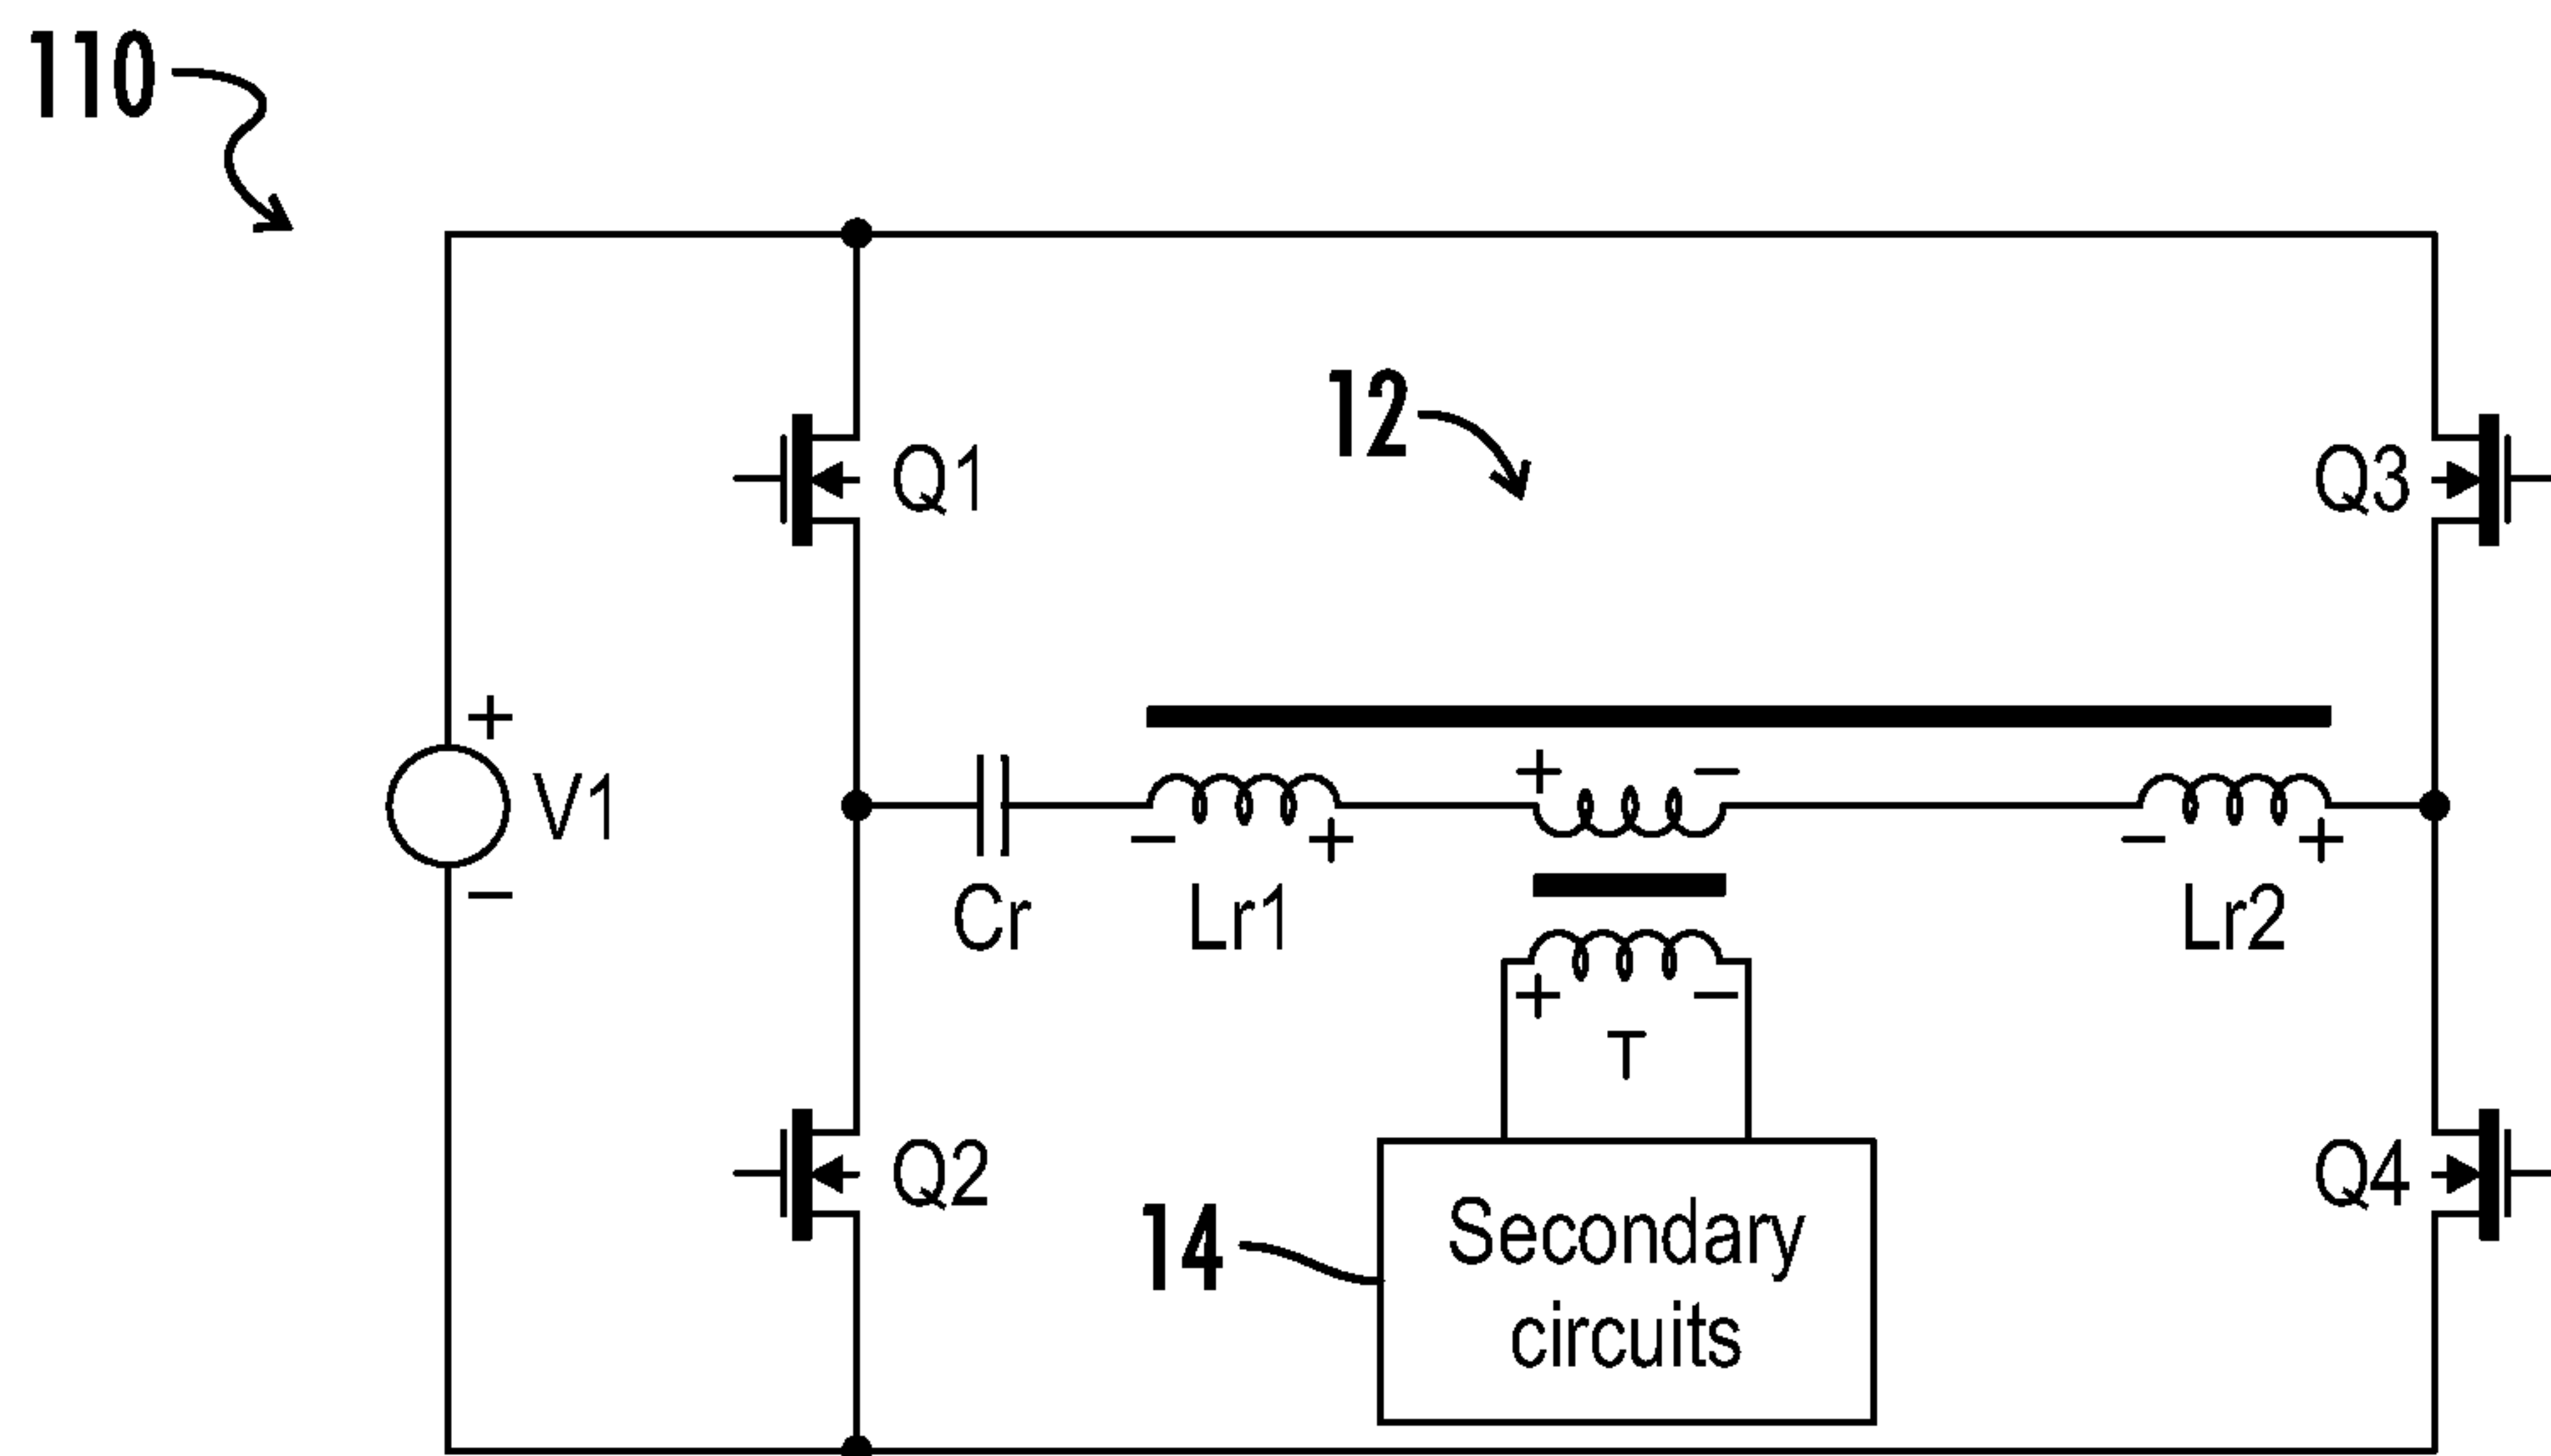 110
12
Q1
Q3
+
V1
−
+ −
− +
− +
Cr
Lr1
Lr2
+ −
T
Q2
Q4
14
Secondary
circuits